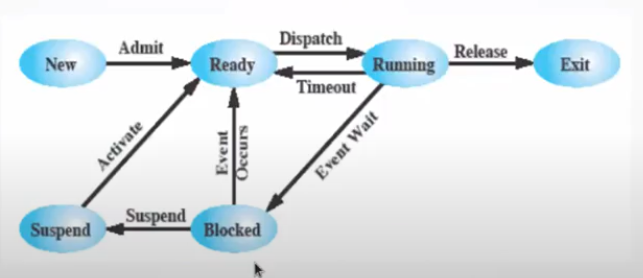 New
Admit
Ready
Dispatch
Timeout
Running
Release
Exit
Activate
Event
Occurs
Event Wait
Suspend
Suspend
Blocked